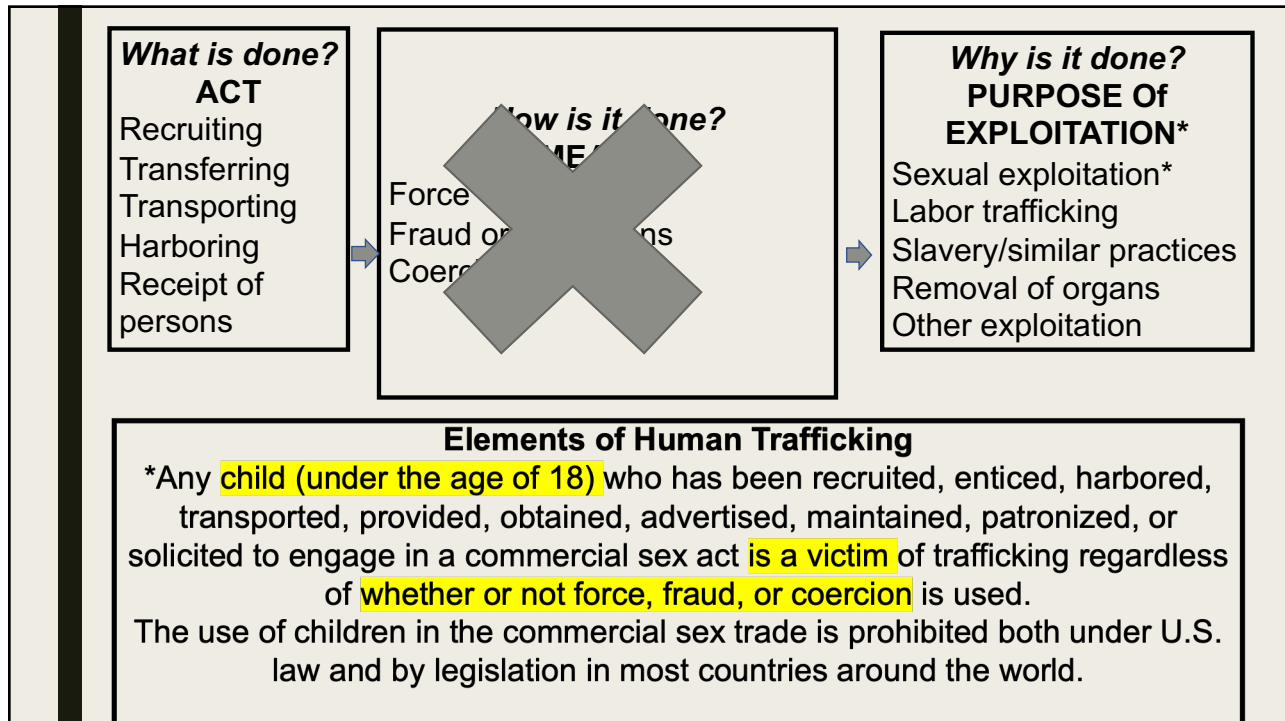 What is done?
ACT
Recruiting
Transferring
Transporting
Harboring
Receipt of
persons
is it
Force
Fraud or
Why is it done?
PURPOSE Of
EXPLOITATION*
Sexual exploitation*
Labor trafficking
Slavery/similar practices
Removal of organs
Other exploitation
Elements of Human Trafficking
*Any child (under the age of 18) who has been recruited, enticed, harbored,
transported, provided, obtained, advertised, maintained, patronized, or
solicited to engage in a commercial sex act is a victim of trafficking regardless
of whether or not force, fraud, or coercion is used.
The use of children in the commercial sex trade is prohibited both under U.S.
law and by legislation in most countries around the world.